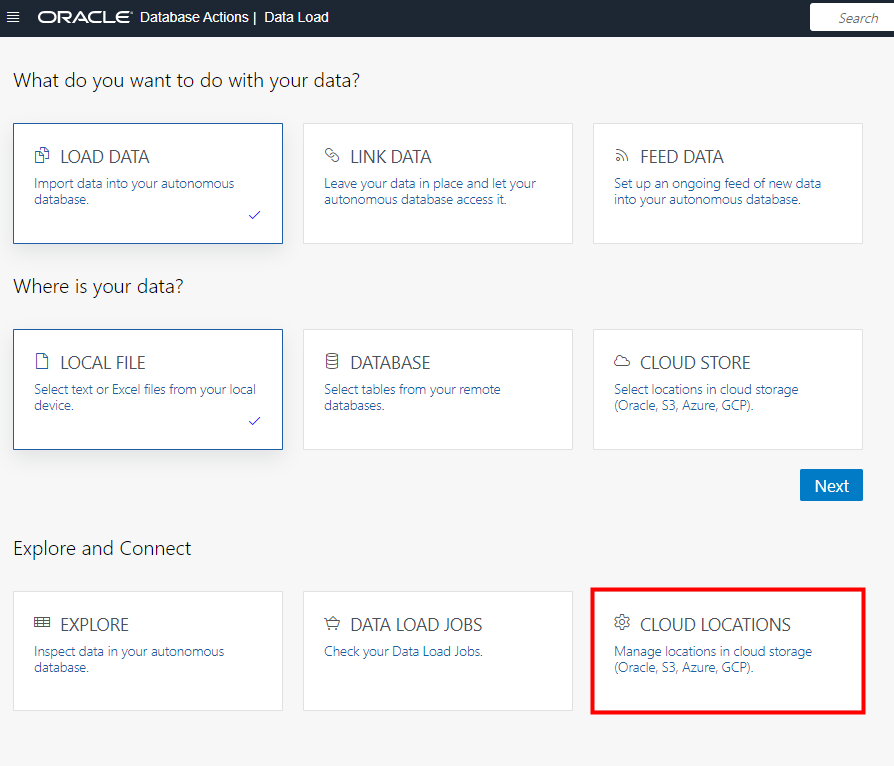 ORACLE Database Actions | Data Load
Search
What do you want to do with your data?
LOAD DATA
Import data into your autonomous
database.
LINK DATA
Leave your data in place and let your
autonomous database access it.
FEED DATA
Set up an ongoing feed of new data
into your autonomous database.
Where is your data?
LOCAL FILE
Select text or Excel files from your local
device.
DATABASE
Select tables from your remote
databases.
CLOUD STORE
Select locations in cloud storage
(Oracle, S3, Azure, GCP).
Next
Explore and Connect
EXPLORE
Inspect data in your autonomous
database.
DATA LOAD JOBS
Check your Data Load Jobs.
CLOUD LOCATIONS
Manage locations in cloud storage
(Oracle, S3, Azure, GCP).